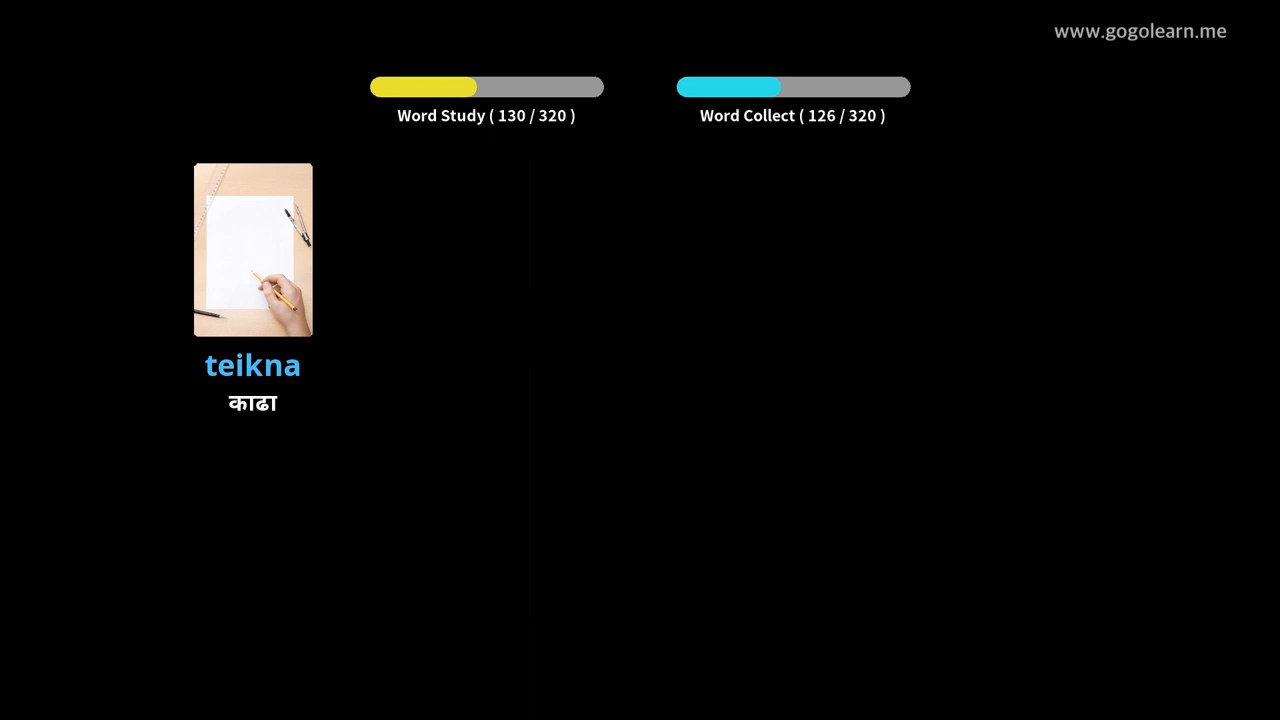 www.gogolearn.me
Word Study ( 130 / 320 )
Word Collect ( 126 / 320 )
teikna
काढा